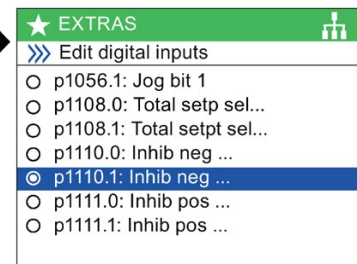 EXTRAS
Edit digital inputs
p1056.1: Jog bit 1
p1108.0: Total setp sel...
p1108.1: Total setpt sel...
p1110.0: Inhib neg ...
p1110.1: Inhib neg ...
p1111.0: Inhib pos ...
p1111.1: Inhib pos ...